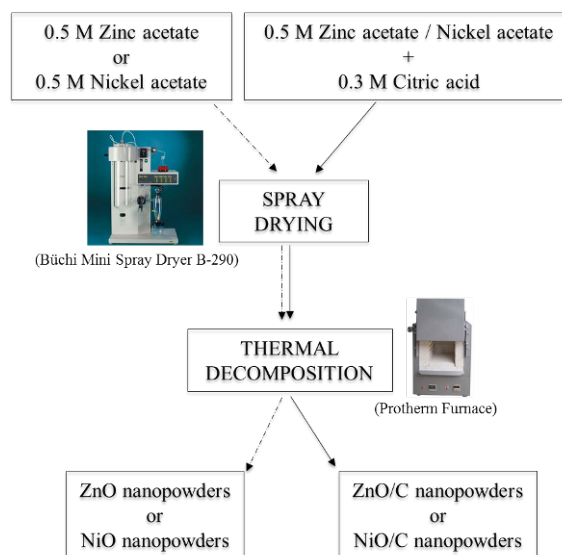 0.5 M Zinc acetate
or
0.5 M Nickel acetate
0.5 M Zinc acetate / Nickel acetate
+
0.3 M Citric acid
SPRAY
DRYING
(Büchi Mini Spray Dryer B-290)
THERMAL
DECOMPOSITION
(Protherm Furnace)
ZnO nanopowders
or
NiO nanopowders
ZnO/C nanopowders
or
NiO/C nanopowders